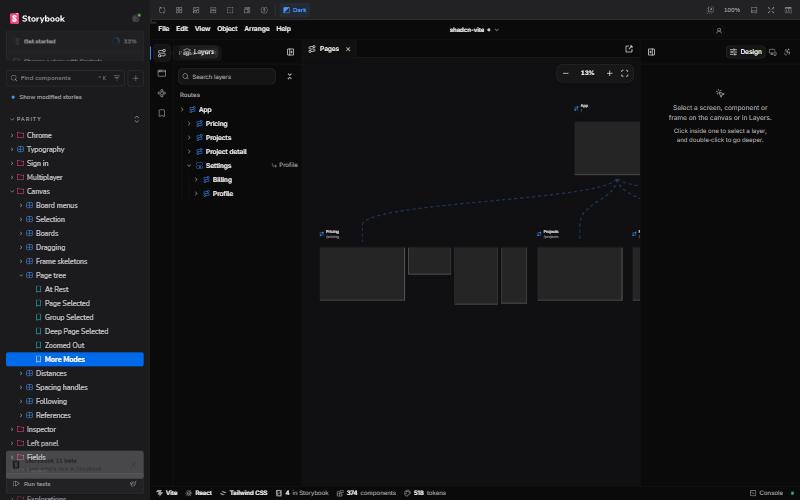 Storybook
Get started
33%
Find components
^ K
Show modified stories
PARITY
Chrome
Typography
Sign in
Multiplayer
Canvas
Board menus
Selection
Boards
Dragging
Frame skeletons
Page tree
At Rest
Page Selected
Group Selected
Deep Page Selected
Zoomed Out
More Modes
Distances
Spacing handles
Following
References
Inspector
Left panel
Fields
Run tests
Dark
100%
File Edit View Object Arrange Help
shadcn-vite
Layers
Search layers
Routes
App
Pricing
Projects
Project detail
Settings
Profile
Billing
Profile
Pages
13%
App
/
Pricing
/pricing
Projects
/projects
Design
Select a screen, component or
frame on the canvas or in Layers.
Click inside one to select a layer,
and double-click to go deeper.
Vite
React
Tailwind CSS
4 in Storybook
374 components
518 tokens
Console